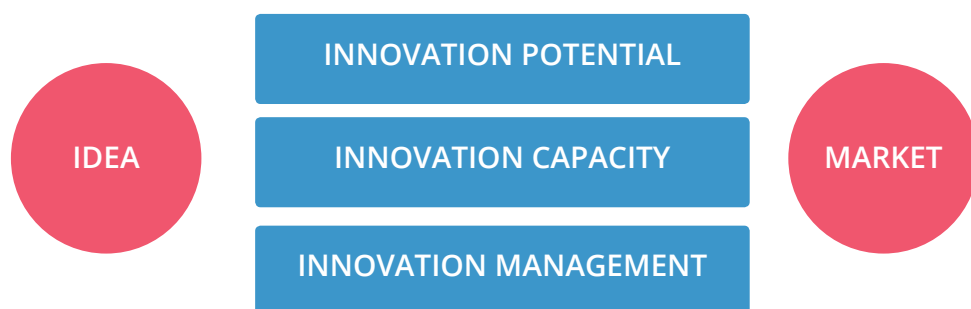 INNOVATION POTENTIAL
IDEA
INNOVATION CAPACITY
MARKET
INNOVATION MANAGEMENT